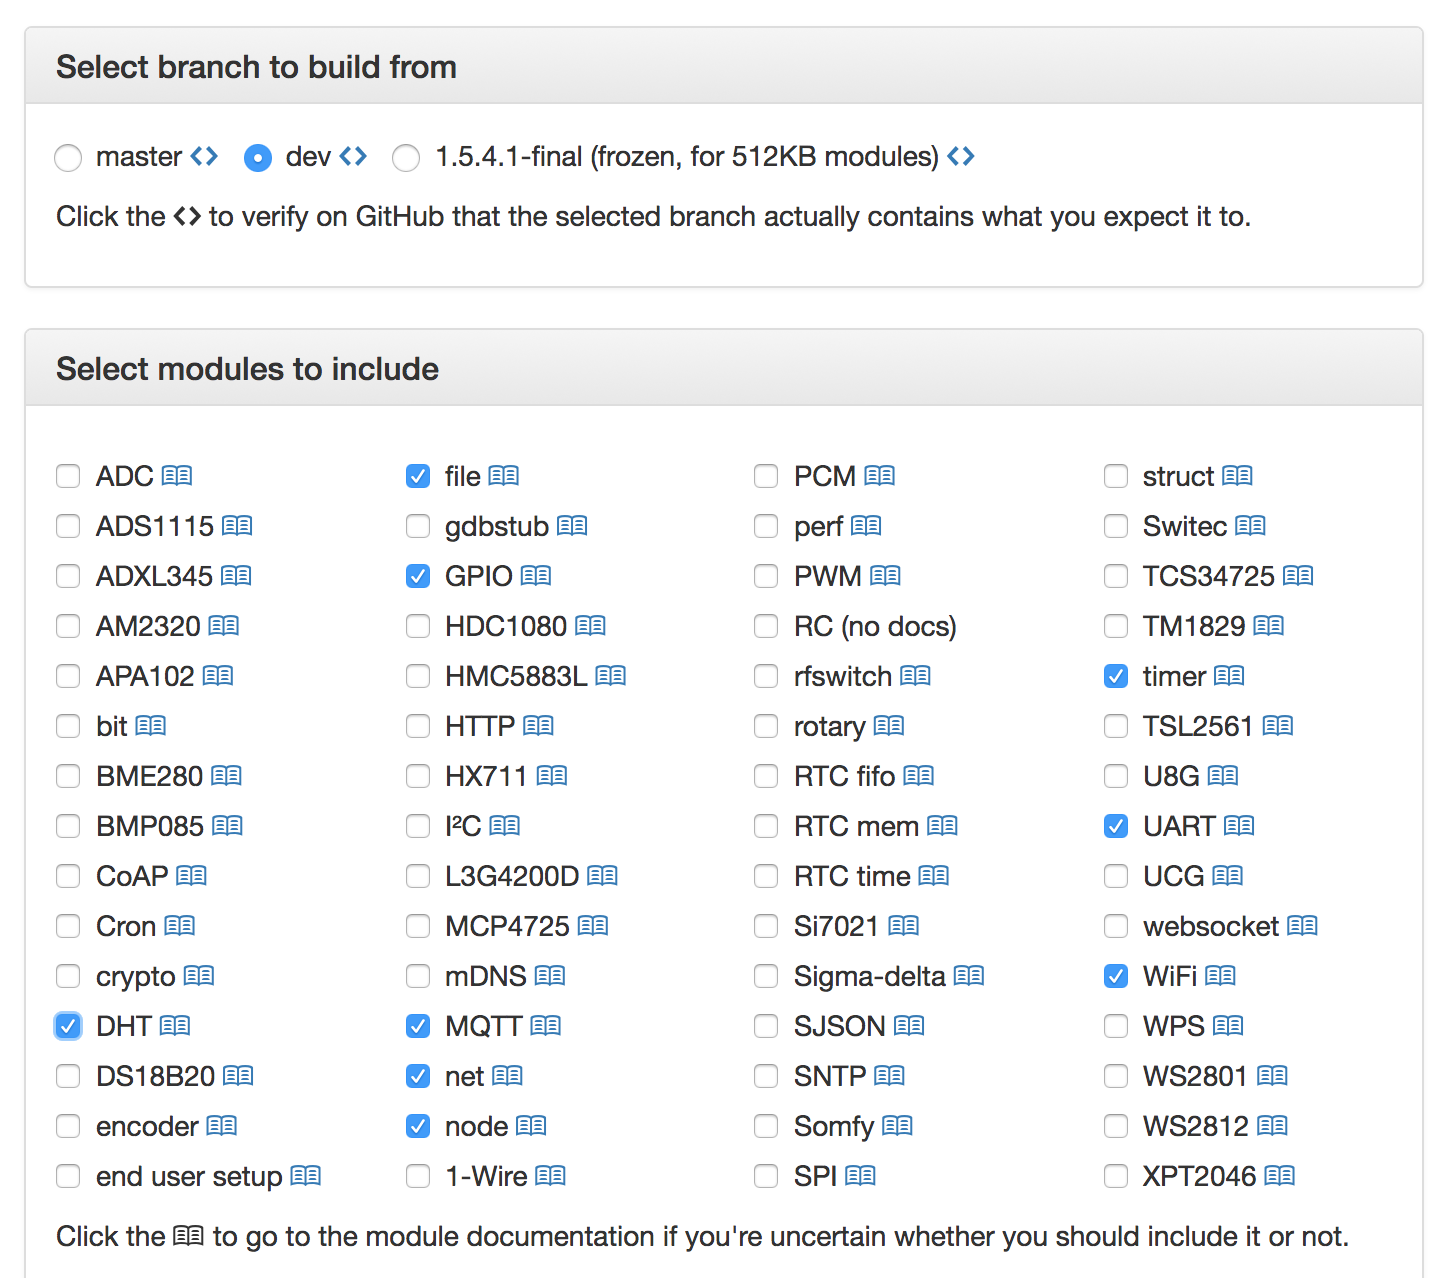 Select branch to build from
master <> dev <> 1.5.4.1-final (frozen, for 512KB modules) <>
Click the <> to verify on GitHub that the selected branch actually contains what you expect it to.
Select modules to include
ADC file PCM struct
ADS1115 gdbstub perf Switec
ADXL345 GPIO PWM TCS34725
AM2320 HDC1080 RC (no docs) TM1829
APA102 HMC5883L rfswitch timer
bit HTTP rotary TSL2561
BME280 HX711 RTC fifo U8G
BMP085 I²C RTC mem UART
CoAP L3G4200D RTC time UCG
Cron MCP4725 Si7021 websocket
crypto mDNS Sigma-delta WiFi
DHT MQTT SJSON WPS
DS18B20 net SNTP WS2801
encoder node Somfy WS2812
end user setup 1-Wire SPI XPT2046
Click the to go to the module documentation if you're uncertain whether you should include it or not.